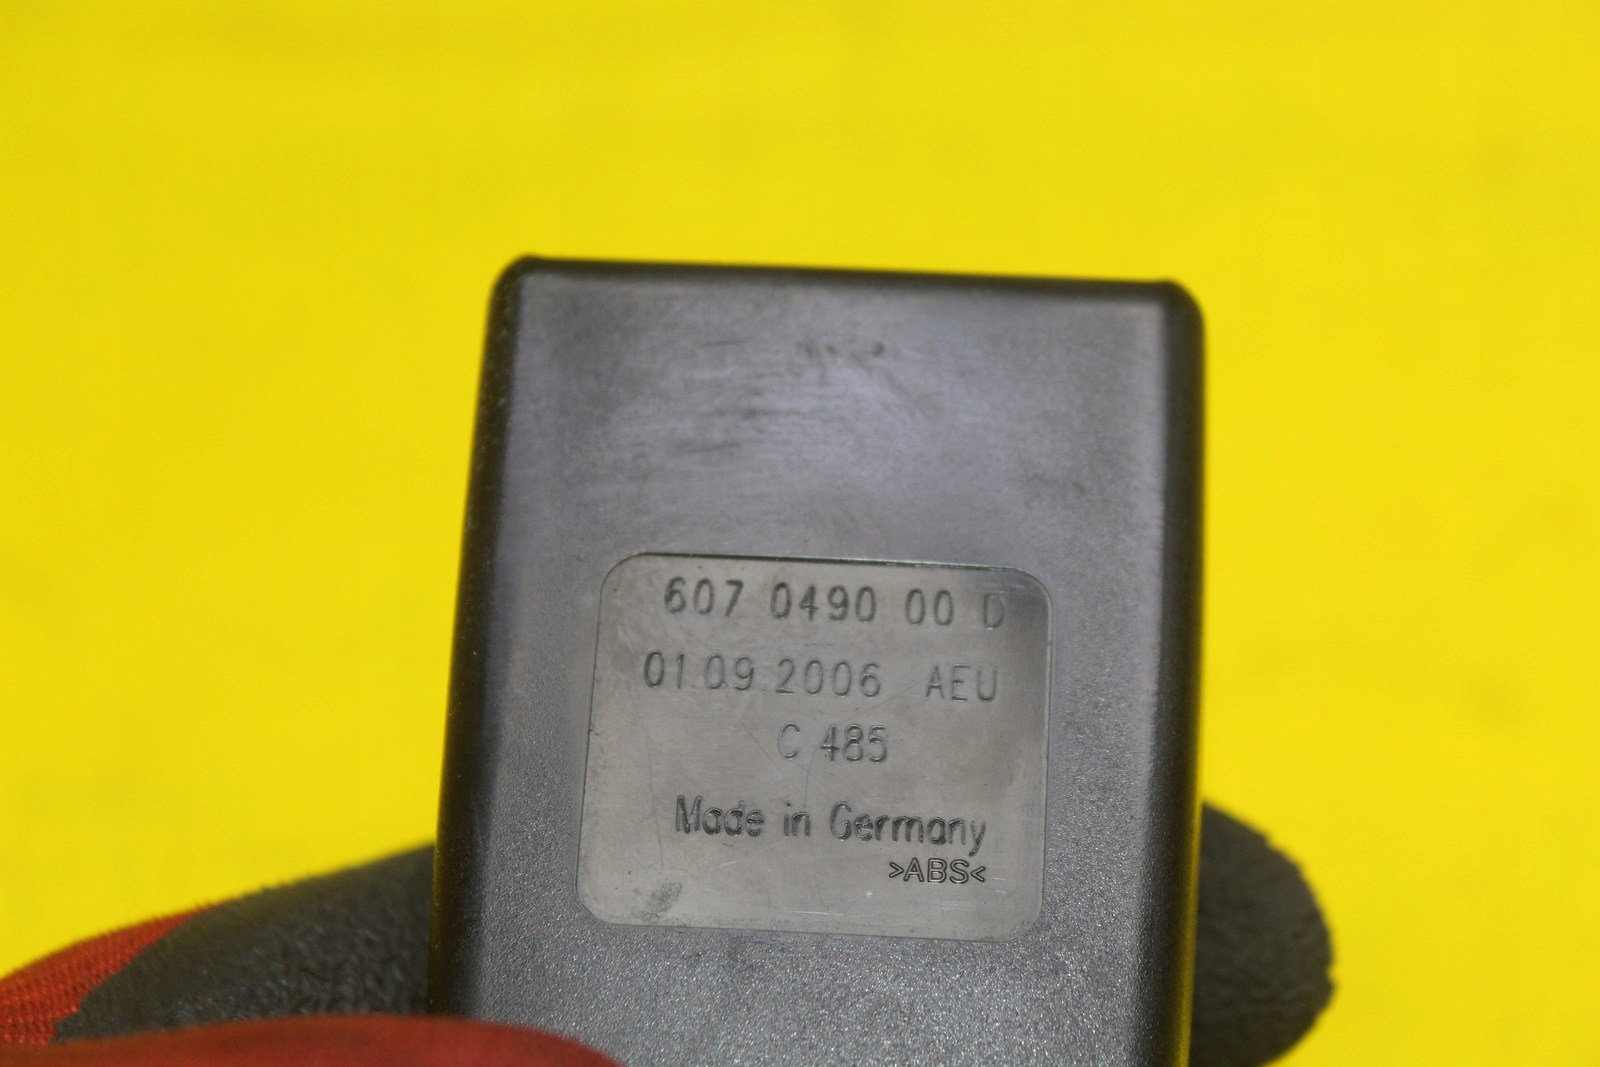 607 0490 00 D
01.09.2006 AEU
C 485
Made in Germany
>ABS<